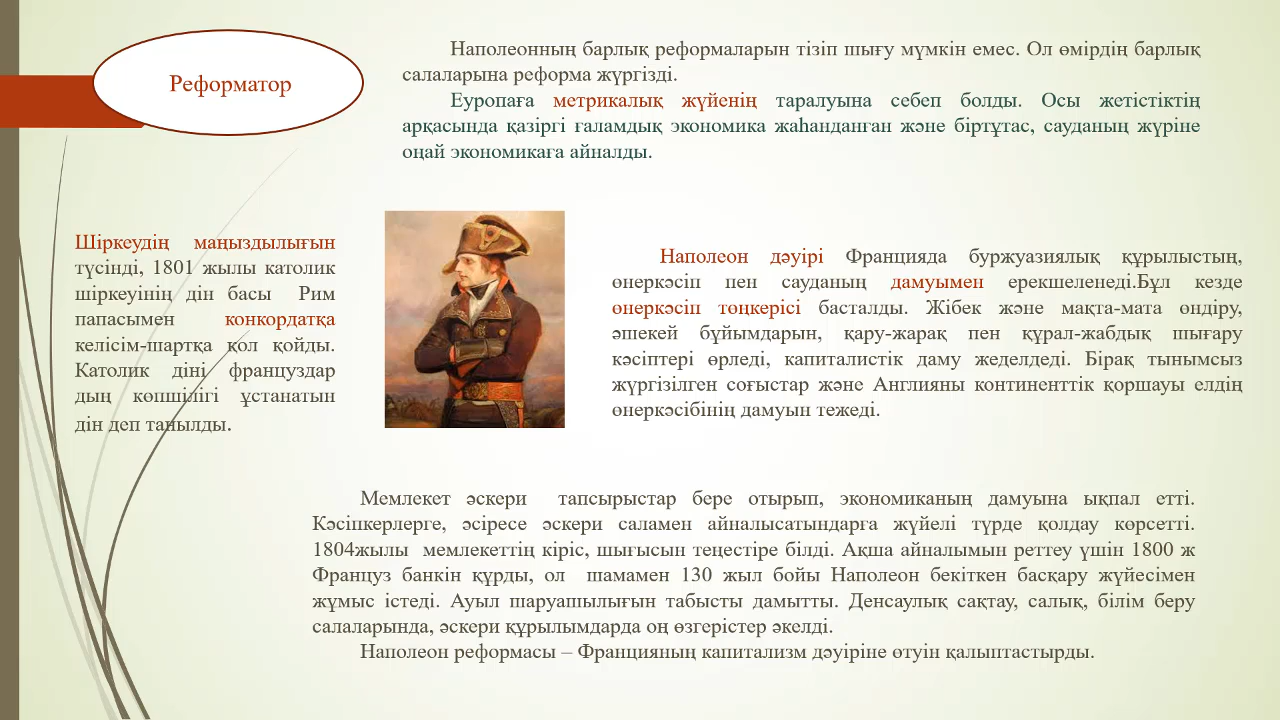 Реформатор
Наполеонның барлық реформаларын тізіп шығу мүмкін емес. Ол өмірдің барлық
салаларына реформа жүргізді.
Еуропаға метрикалық жүйенің таралуына себеп болды. Осы жетістіктің
арқасында қазіргі ғаламдық экономика жаһанданған және біртұтас, сауданың жүріне
оңай экономикаға айналды.
Шіркеудің маңыздылығын
түсінді, 1801 жылы католик
шіркеуінің дін басы Рим
папасымен конкордатқа
келісім-шартқа қол қойды.
Католик діні француздар
дың көпшілігі ұстанатын
дін деп танылды.
Наполеон дәуірі Францияда буржуазиялық құрылыстың,
өнеркәсіп пен сауданың дамуымен ерекшеленеді.Бұл кезде
өнеркәсіп төңкерісі басталды. Жібек және мақта-мата өндіру,
әшекей бұйымдарын, қару-жарақ пен құрал-жабдық шығару
кәсіптері өрледі, капиталистік даму жеделдеді. Бірақ тынымсыз
жүргізілген соғыстар және Англияны континенттік қоршауы елдің
өнеркәсібінің дамуын тежеді.
Мемлекет әскери тапсырыстар бере отырып, экономиканың дамуына ықпал етті.
Кәсіпкерлерге, әсіресе әскери саламен айналысатындарға жүйелі түрде қолдау көрсетті.
1804жылы мемлекеттің кіріс, шығысын теңестіре білді. Ақша айналымын реттеу үшін 1800 ж
Француз банкін құрды, ол шамамен 130 жыл бойы Наполеон бекіткен басқару жүйесімен
жұмыс істеді. Ауыл шаруашылығын табысты дамытты. Денсаулық сақтау, салық, білім беру
салаларында, әскери құрылымдарда оң өзгерістер әкелді.
Наполеон реформасы – Францияның капитализм дәуіріне өтуін қалыптастырды.